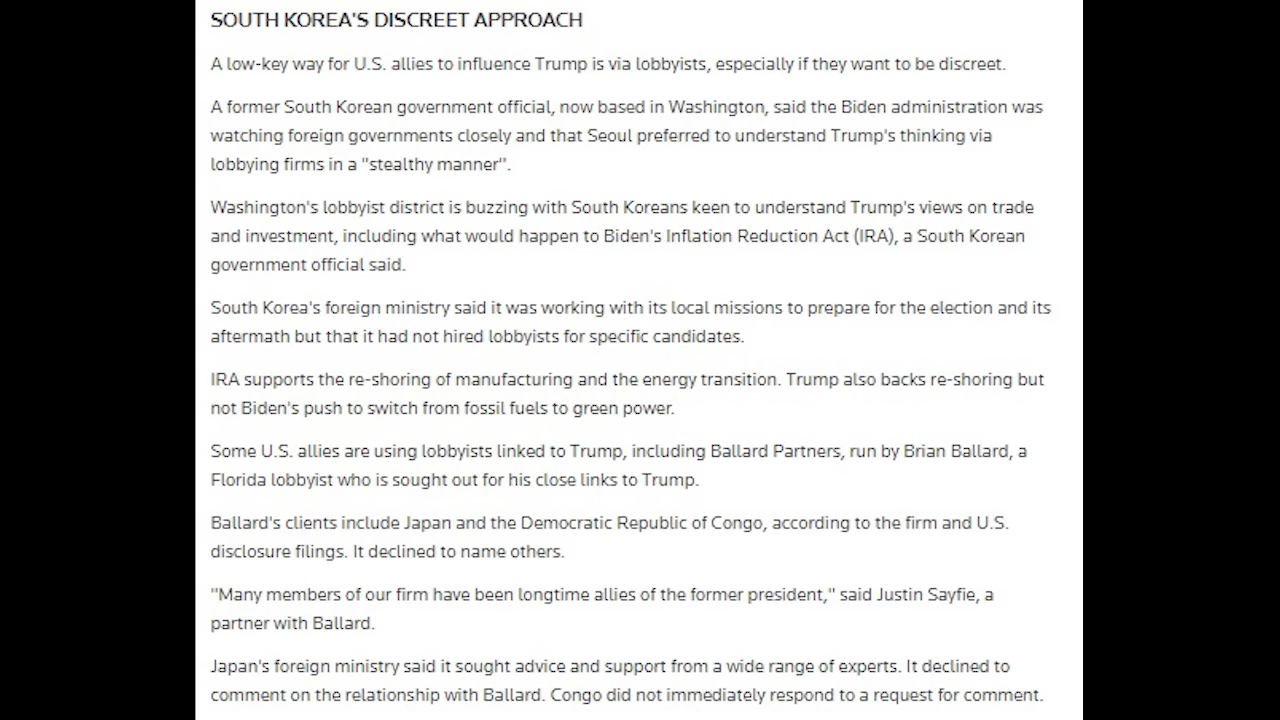 SOUTH KOREA'S DISCREET APPROACH
A low-key way for U.S. allies to influence Trump is via lobbyists, especially if they want to be discreet.
A former South Korean government official, now based in Washington, said the Biden administration was
watching foreign governments closely and that Seoul preferred to understand Trump's thinking via
lobbying firms in a "stealthy manner".
Washington's lobbyist district is buzzing with South Koreans keen to understand Trump's views on trade
and investment, including what would happen to Biden's Inflation Reduction Act (IRA), a South Korean
government official said.
South Korea's foreign ministry said it was working with its local missions to prepare for the election and its
aftermath but that it had not hired lobbyists for specific candidates.
IRA supports the re-shoring of manufacturing and the energy transition. Trump also backs re-shoring but
not Biden's push to switch from fossil fuels to green power.
Some U.S. allies are using lobbyists linked to Trump, including Ballard Partners, run by Brian Ballard, a
Florida lobbyist who is sought out for his close links to Trump.
Ballard's clients include Japan and the Democratic Republic of Congo, according to the firm and U.S.
disclosure filings. It declined to name others.
"Many members of our firm have been longtime allies of the former president," said Justin Sayfie, a
partner with Ballard.
Japan's foreign ministry said it sought advice and support from a wide range of experts. It declined to
comment on the relationship with Ballard. Congo did not immediately respond to a request for comment.